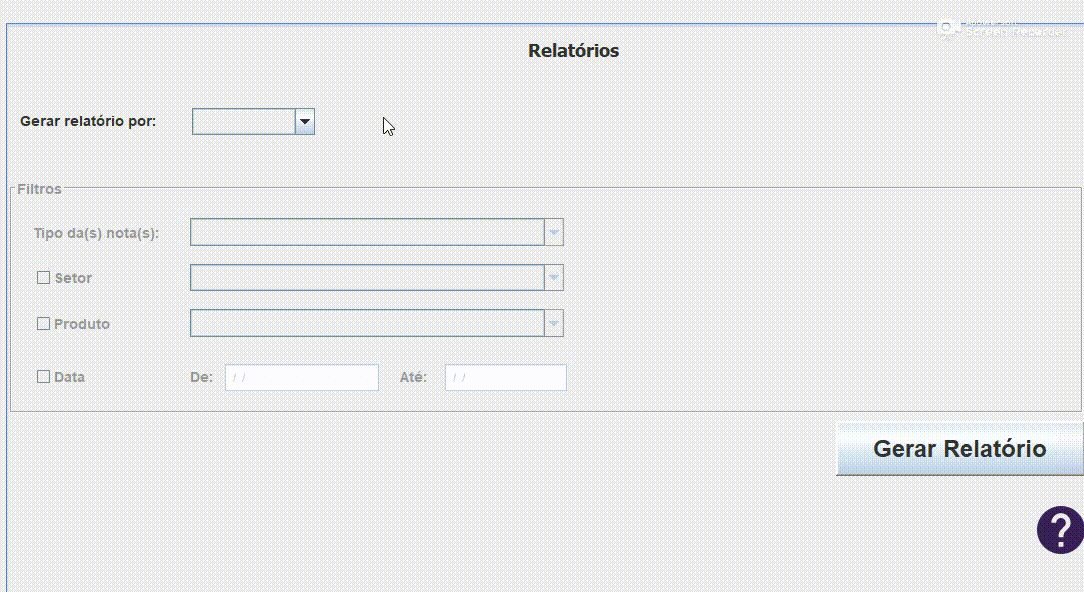 Apowersoft
Screen Recorder
Relatórios
Gerar relatório por:
Filtros
Tipo da(s) nota(s):
Setor
Produto
Data De: / / Até: / /
Gerar Relatório
?